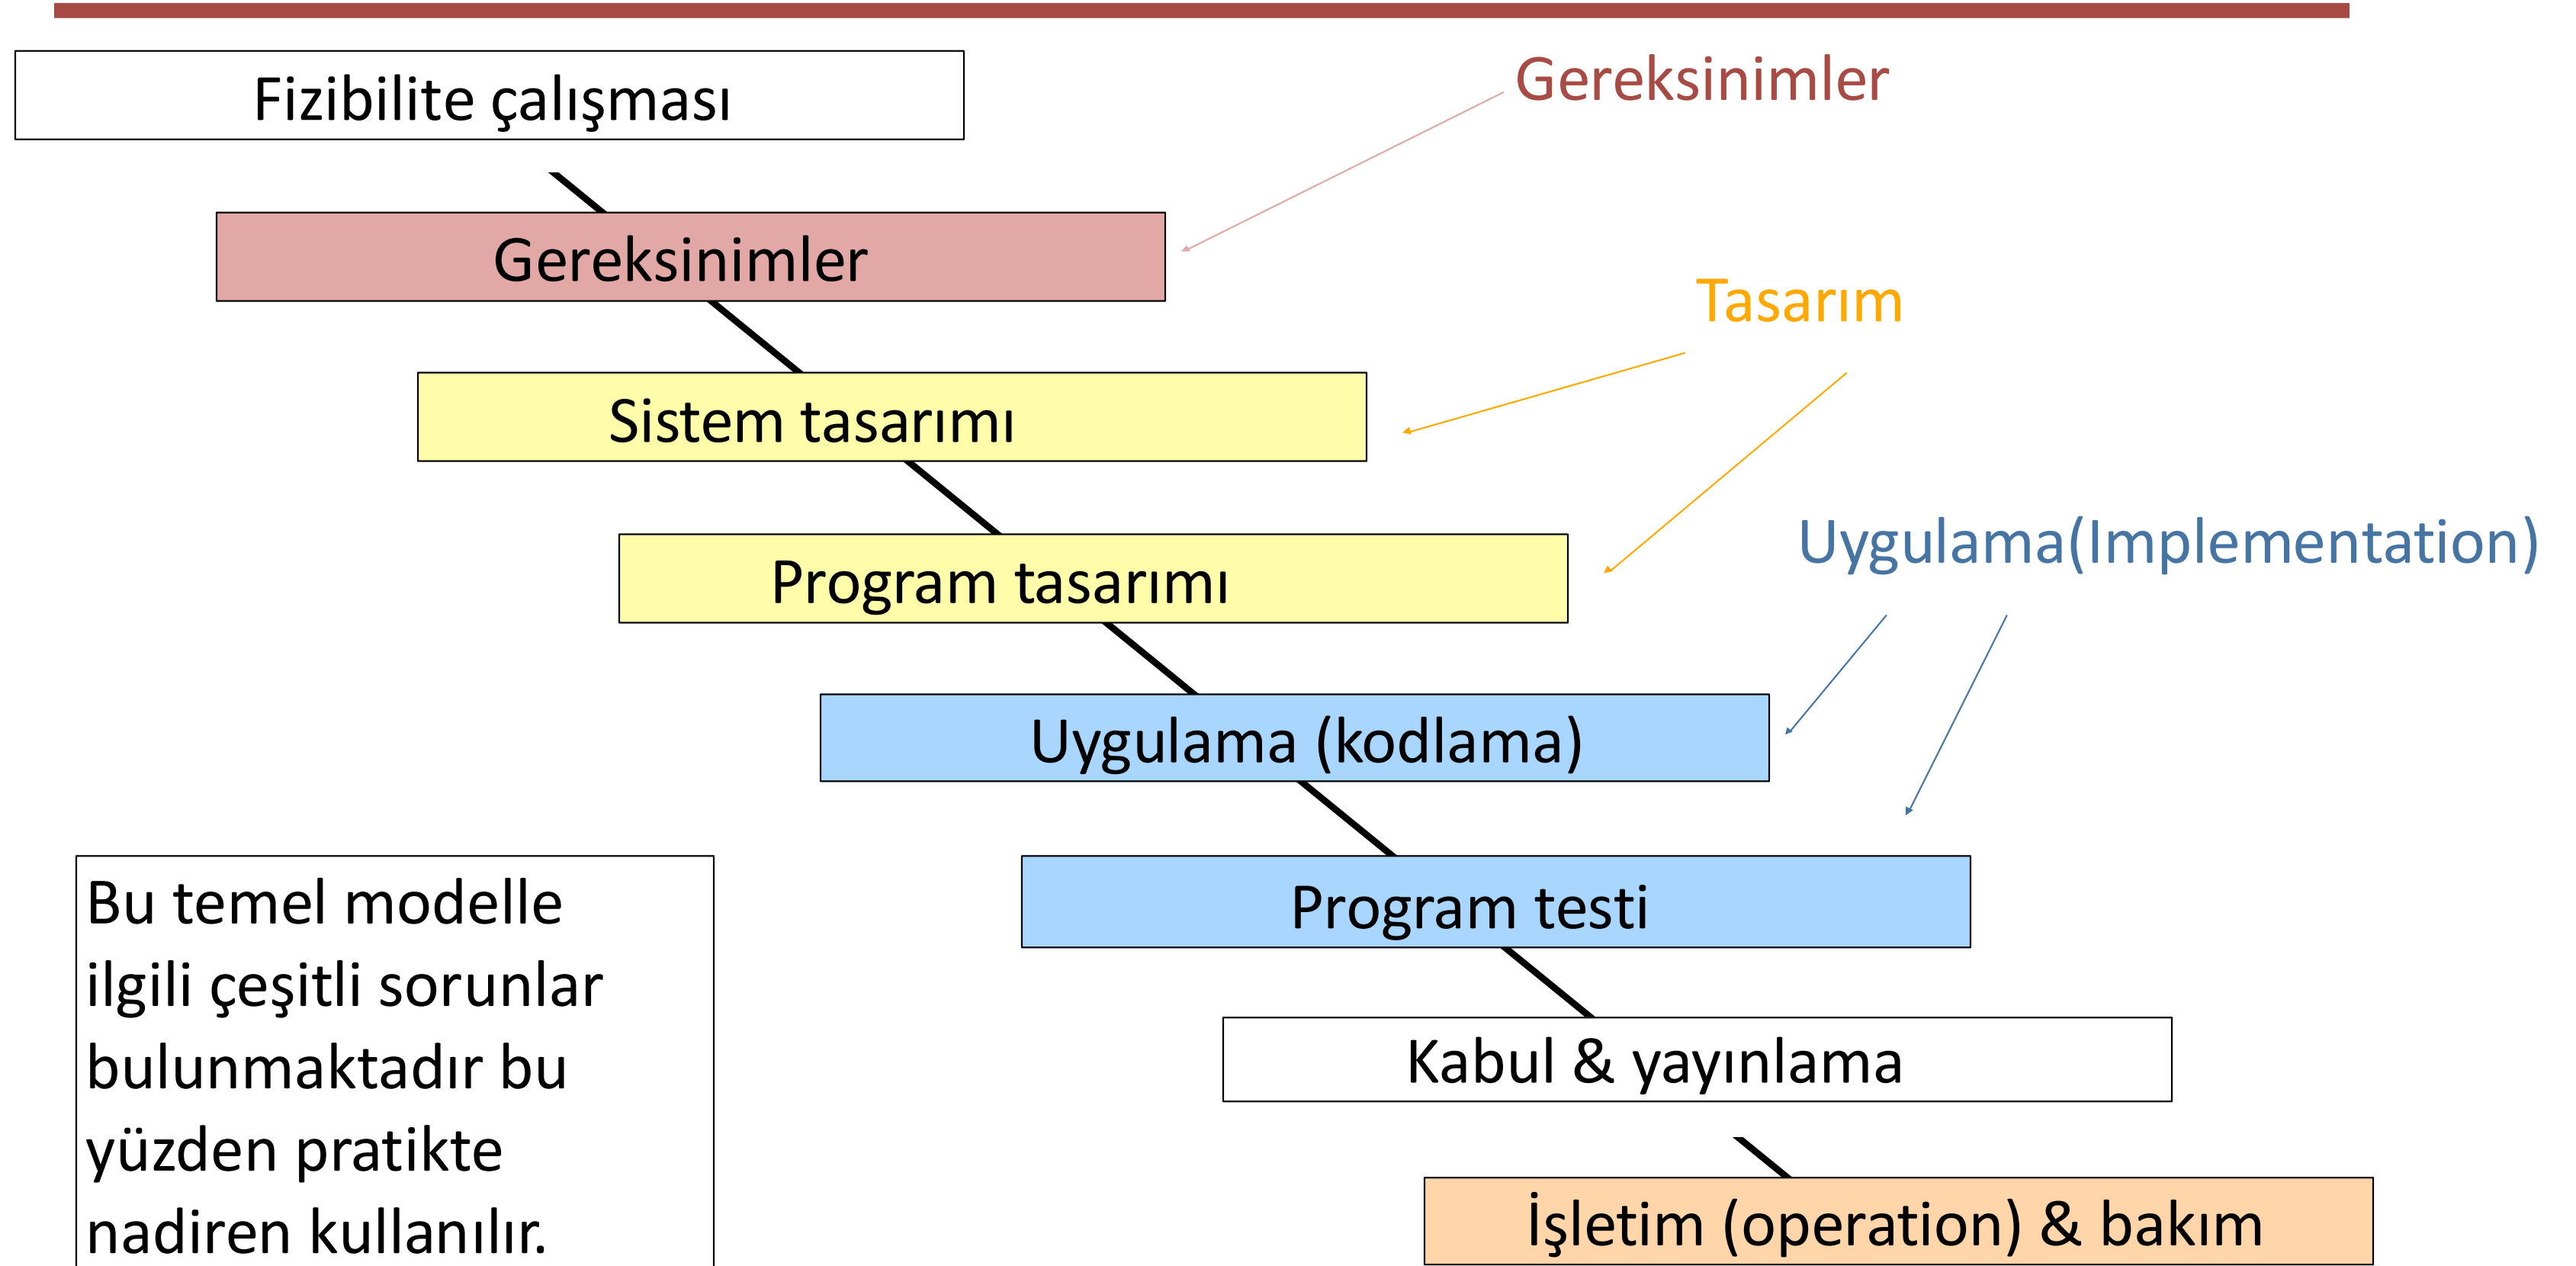 Fizibilite çalışması
Gereksinimler
Gereksinimler
Tasarım
Sistem tasarımı
Uygulama(Implementation)
Program tasarımı
Uygulama (kodlama)
Program testi
Bu temel modelle
ilgili çeşitli sorunlar
bulunmaktadır bu
yüzden pratikte
nadiren kullanılır.
Kabul & yayınlama
İşletim (operation) & bakım